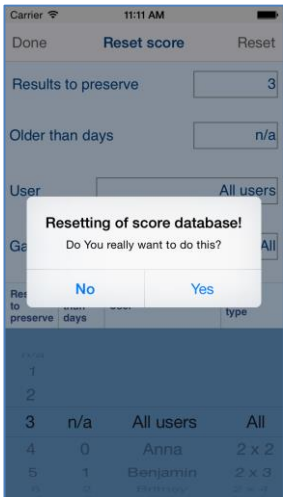 Carrier 11:11 AM
Done Reset score Reset
Results to preserve 3
Older than days n/a
User All users
Resetting of score database!
Do You really want to do this?
Ga All
No Yes
Res
to than
preserve days type
n/a
1
2
3 n/a All users All
4 0 Anna 2 x 2
5 1 Benjamin 2 x 3